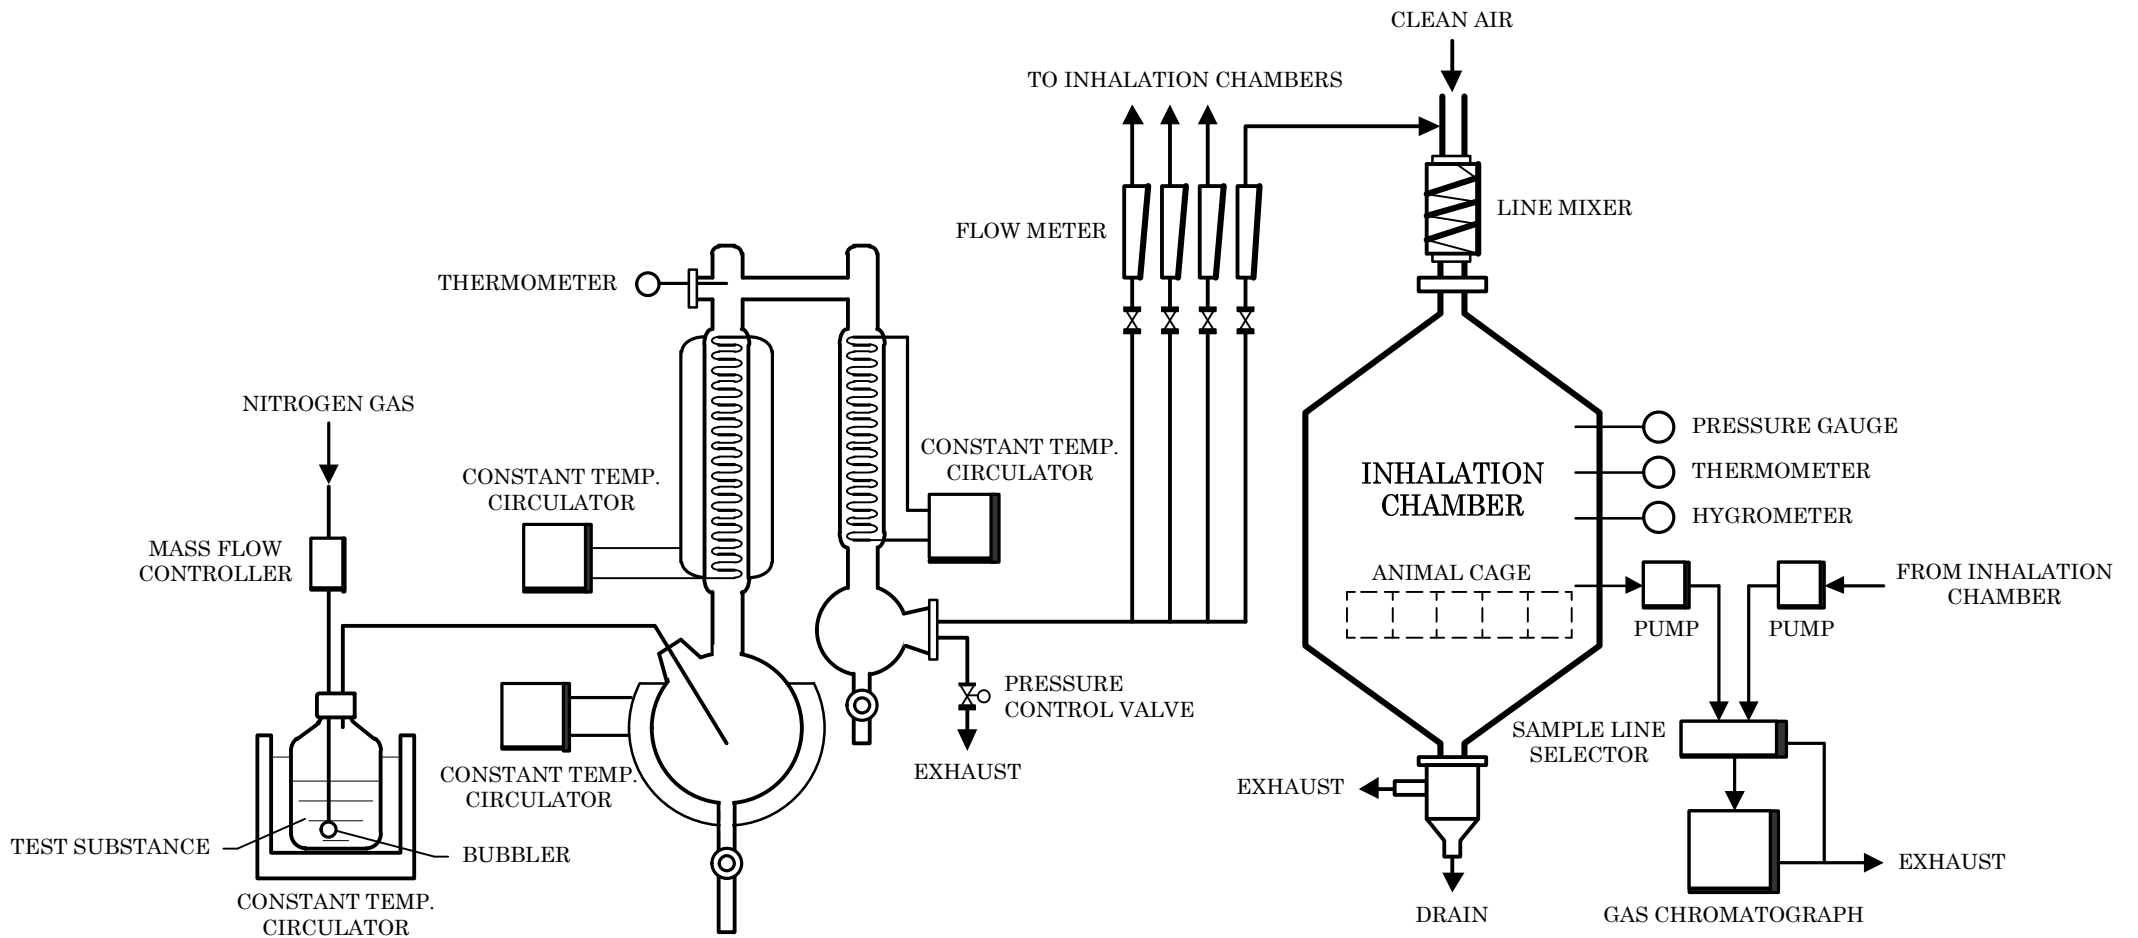 CLEAN AIR
TO INHALATION CHAMBERS
FLOW METER
LINE MIXER
THERMOMETER
NITROGEN GAS
MASS FLOW
CONTROLLER
CONSTANT TEMP.
CIRCULATOR
CONSTANT TEMP.
CIRCULATOR
INHALATION
CHAMBER
PRESSURE GAUGE
THERMOMETER
HYGROMETER
ANIMAL CAGE
PUMP
PUMP
FROM INHALATION
CHAMBER
PRESSURE
CONTROL VALVE
EXHAUST
CONSTANT TEMP.
CIRCULATOR
SAMPLE LINE
SELECTOR
EXHAUST
TEST SUBSTANCE
BUBBLER
CONSTANT TEMP.
CIRCULATOR
DRAIN
GAS CHROMATOGRAPH
EXHAUST